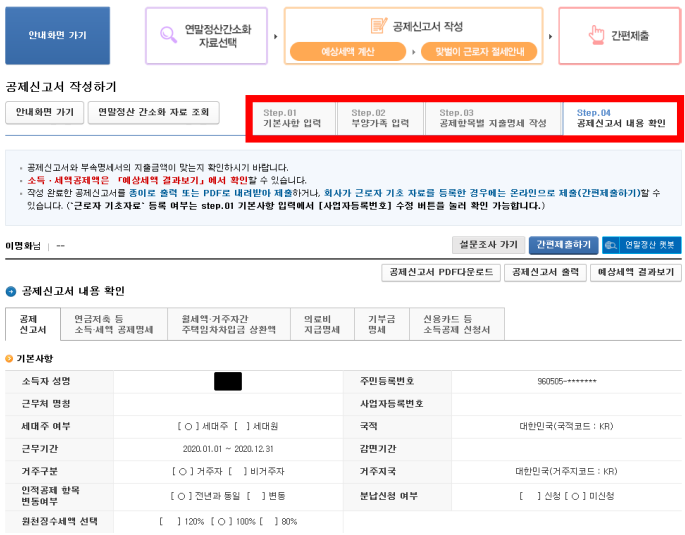 안내화면 가기
연말정산간소화
자료선택
공제신고서 작성
예상세액 계산
맞벌이 근로자 절세안내
간편제출
공제신고서 작성하기
안내화면 가기
연말정산 간소화 자료 조회
Step.01
기본사항 입력
Step.02
부양가족 입력
Step.03
공제항목별 지출명세 작성
Step.04
공제신고서 내용 확인
· 공제신고서와 부속명세서의 지출금액이 맞는지 확인하시기 바랍니다.
· 소득·세액공제액은 「예상세액 결과보기」에서 확인할 수 있습니다.
· 작성 완료한 공제신고서를 종이로 출력 또는 PDF로 내려받아 제출하거나, 회사가 근로자 기초 자료를 등록한 경우에는 온라인으로 제출(간편제출하기)할 수
있습니다. (*근로자 기초자료* 등록 여부는 step.01 기본사항 입력에서 [사업자등록번호] 수정 버튼을 눌러 확인 가능합니다.)
이명화님 | --
설문조사 가기
간편제출하기
연말정산 챗봇
공제신고서 PDF다운로드
공제신고서 출력
예상세액 결과보기
공제신고서 내용 확인
공제
신고서
연금저축 등
소득·세액 공제명세
월세액·거주자간
주택임차차입금 상환액
의료비
지급명세
기부금
명세
신용카드 등
소득공제 신청서
기본사항
소득자 성명
주민등록번호 960505-*******
근무처 명칭
사업자등록번호
세대주 여부 [ ○ ] 세대주 [ ] 세대원
국적 대한민국(국적코드 : KR)
근무기간 2020.01.01 ~ 2020.12.31
감면기간
거주구분 [ ○ ] 거주자 [ ] 비거주자
거주지국 대한민국(거주지코드 : KR)
인적공제 항목
변동여부
[ ○ ] 전년과 동일 [ ] 변동
분납신청 여부 [ ] 신청 [ ○ ] 미신청
원천징수세액 선택 [ ] 120% [ ○ ] 100% [ ] 80%